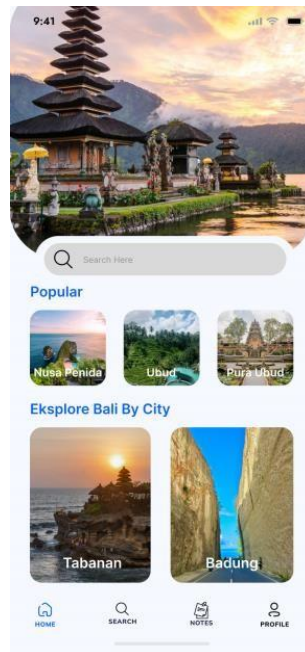 9:41
Search Here
Popular
Nusa Penida
Ubud
Pura Ubud
Eksplore Bali By City
Tabanan
Badung
HOME
SEARCH
NOTES
PROFILE